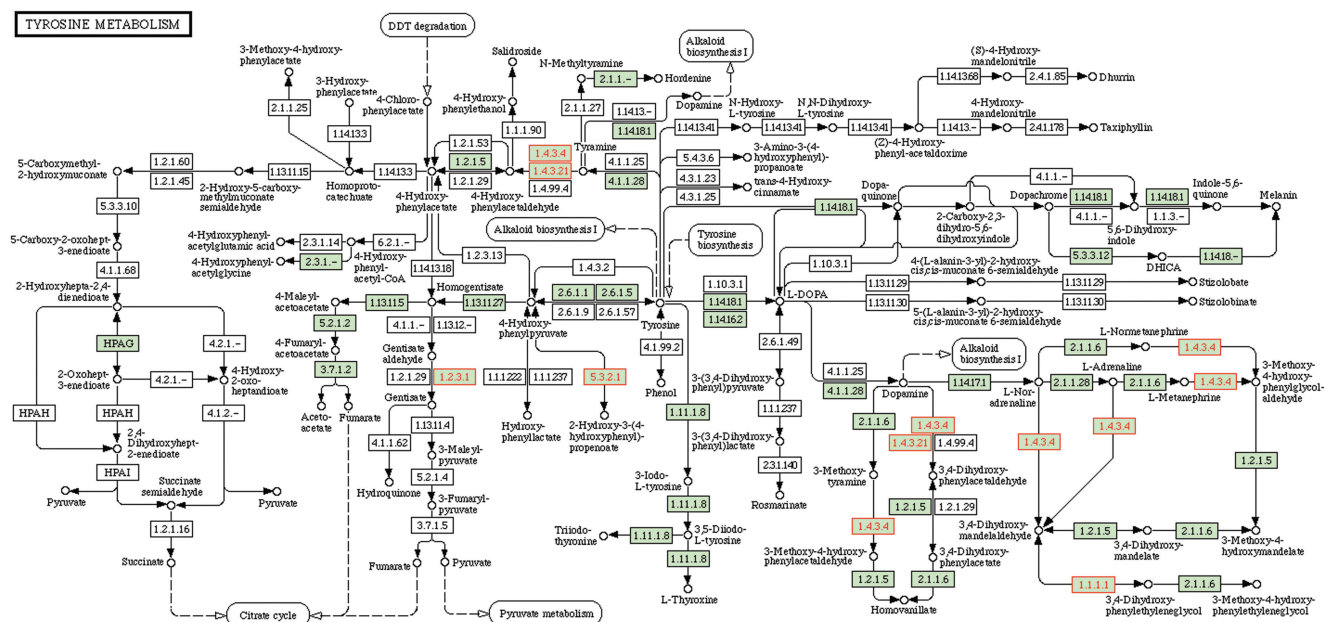 TYROSINE METABOLISM
DDT degradation
3-Methoxy-4-hydroxy-
phenylacetate
3-Hydroxy-
phenylacetate
4-Chloro-
phenylacetate
Salidroside
4-Hydroxy-
phenylethanol
N-Methyltyramine
2.1.1.-
Hordenine
Alkaloid
biosynthesis I
Dopamine
2.1.1.25
1.14.13.3
1.1.1.90
2.1.1.27
1.14.13.-
1.14.18.1
N-Hydroxy-
L-tyrosine
N,N-Dihydroxy-
L-tyrosine
1.14.13.41
1.14.13.41
1.14.13.41
(S)-4-Hydroxy-
mandelonitrile
1.14.13.68
2.4.1.85
Dhurrin
4-Hydroxy-
mandelonitrile
1.14.13.-
2.4.1.178
Taxiphyllin
(Z)-4-Hydroxy-
phenyl-acetaldoxime
5-Carboxymethyl-
2-hydroxymuconate
1.2.1.60
1.2.1.45
2-Hydroxy-5-carboxy-
methylmuconate
semialdehyde
1.13.11.15
Homoproto-
catechuate
1.14.13.3
4-Hydroxy-
phenylacetate
1.2.1.53
1.2.1.5
1.2.1.29
4-Hydroxy-
phenylacetaldehyde
1.4.3.4
1.4.3.21
1.4.99.4
Tyramine
4.1.1.25
4.1.1.28
5.4.3.6
3-Amino-3-(4-
hydroxyphenyl)-
propanoate
4.3.1.23
4.3.1.25
trans-4-Hydroxy-
cinnamate
Dopa-
quinone
1.14.18.1
2-Carboxy-2,3-
dihydro-5,6-
dihydroxyindole
1.10.3.1
4.1.1.-
Dopachrome
1.14.18.1
4.1.1.-
5,6-Dihydroxy-
indole
1.14.18.1
1.1.3.-
Indole-5,6-
quinone
Melanin
5.3.3.12
DHICA
1.14.18.-
5.3.3.10
5-Carboxy-2-oxohept-
3-enedioate
4.1.1.68
2-Hydroxyhepta-2,4-
dienedioate
4-Hydroxyphenyl-
acetylglutamic acid
2.3.1.14
6.2.1.-
4-Hydroxyphenyl-
acetylglycine
2.3.1.-
4-Hydroxy-
phenyl-
acetyl-CoA
1.14.13.18
1.2.3.13
Alkaloid biosynthesis I
Tyrosine
biosynthesis
1.4.3.2
4-(L-alanin-3-yl)-2-hydroxy-
cis,cis-muconate 6-semialdehyde
1.13.11.29
1.13.11.29
Stizolobate
1.13.11.30
1.13.11.30
Stizolobinate
5-(L-alanin-3-yl)-2-hydroxy-
cis,cis-muconate 6-semialdehyde
4-Maleyl-
acetoacetate
1.13.11.5
Homogentisate
1.13.11.27
4-Hydroxy-
phenylpyruvate
2.6.1.1
2.6.1.5
2.6.1.9
2.6.1.57
Tyrosine
1.10.3.1
1.14.18.1
1.14.16.2
L-DOPA
5.2.1.2
4-Fumaryl-
acetoacetate
3.7.1.2
Aceto-
acetate
Fumarate
4.1.1.-
1.13.12.-
Gentisate
aldehyde
1.2.1.29
1.2.3.1
Gentisate
1.1.1.222
1.1.1.237
5.3.2.1
Hydroxy-
phenyllactate
2-Hydroxy-3-(4-
hydroxyphenyl)-
propenoate
4.1.99.2
Phenol
1.11.1.8
2.6.1.49
3-(3,4-Dihydroxy-
phenyl)pyruvate
1.1.1.237
3-(3,4-Dihydroxy-
phenyl)lactate
2.3.1.140
Rosmarinate
HPAG
4.2.1.-
2-Oxohept-
3-enedioate
4.2.1.-
4-Hydroxy-
2-oxo-
heptandioate
HPAH
HPAH
4.1.2.-
2,4-
Dihydroxyhept-
2-enedioate
HPAI
Pyruvate
Succinate
semialdehyde
Pyruvate
1.2.1.16
Succinate
1.13.11.4
4.1.1.62
3-Maleyl-
pyruvate
Hydroquinone
5.2.1.4
3-Fumaryl-
pyruvate
3.7.1.5
Fumarate
Pyruvate
Citrate cycle
Pyruvate metabolism
3-Iodo-
L-tyrosine
1.11.1.8
Triiodo-
thyronine
1.11.1.8
3,5-Diiodo-
L-tyrosine
1.11.1.8
L-Thyroxine
4.1.1.25
4.1.1.28
Alkaloid
biosynthesis I
Dopamine
1.14.17.1
L-Nor-
adrenaline
2.1.1.6
L-Normetanephrine
1.4.3.4
2.1.1.28
L-Adrenaline
2.1.1.6
L-Metanephrine
1.4.3.4
3-Methoxy-
4-hydroxy-
phenylglycol-
aldehyde
2.1.1.6
1.4.3.4
1.4.3.21
1.4.99.4
3-Methoxy-
tyramine
3,4-Dihydroxy-
phenylacetaldehyde
1.4.3.4
1.4.3.4
1.2.1.5
1.4.3.4
1.2.1.5
1.2.1.29
3-Methoxy-4-hydroxy-
phenylacetaldehyde
3,4-Dihydroxy-
phenylacetate
1.2.1.5
2.1.1.6
Homovanillate
3,4-Dihydroxy-
mandelaldehyde
1.2.1.5
3,4-Dihydroxy-
mandelate
2.1.1.6
3-Methoxy-4-
hydroxymandelate
1.1.1.1
3,4-Dihydroxy-
phenylethyleneglycol
2.1.1.6
3-Methoxy-4-hydroxy-
phenylethyleneglycol